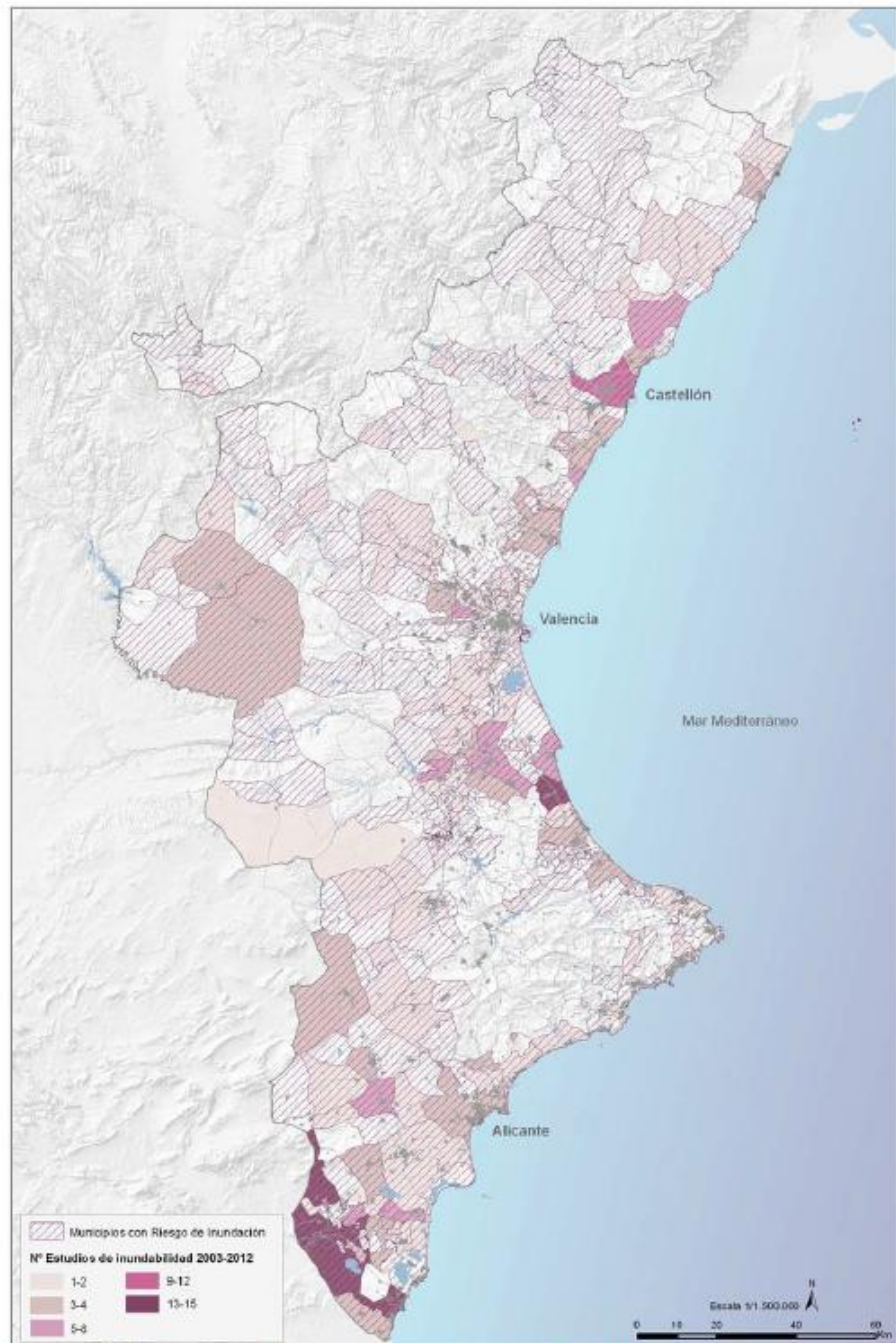 Castellón
Valencia
Mar Mediterráneo
Alicante
Municipios con Riesgo de Inundación
Nº Estudios de inundabilidad 2003-2012
1-2
3-4
5-8
9-12
13-15
N
Escala 1/1.500.000
0 10 20 40 60
Km